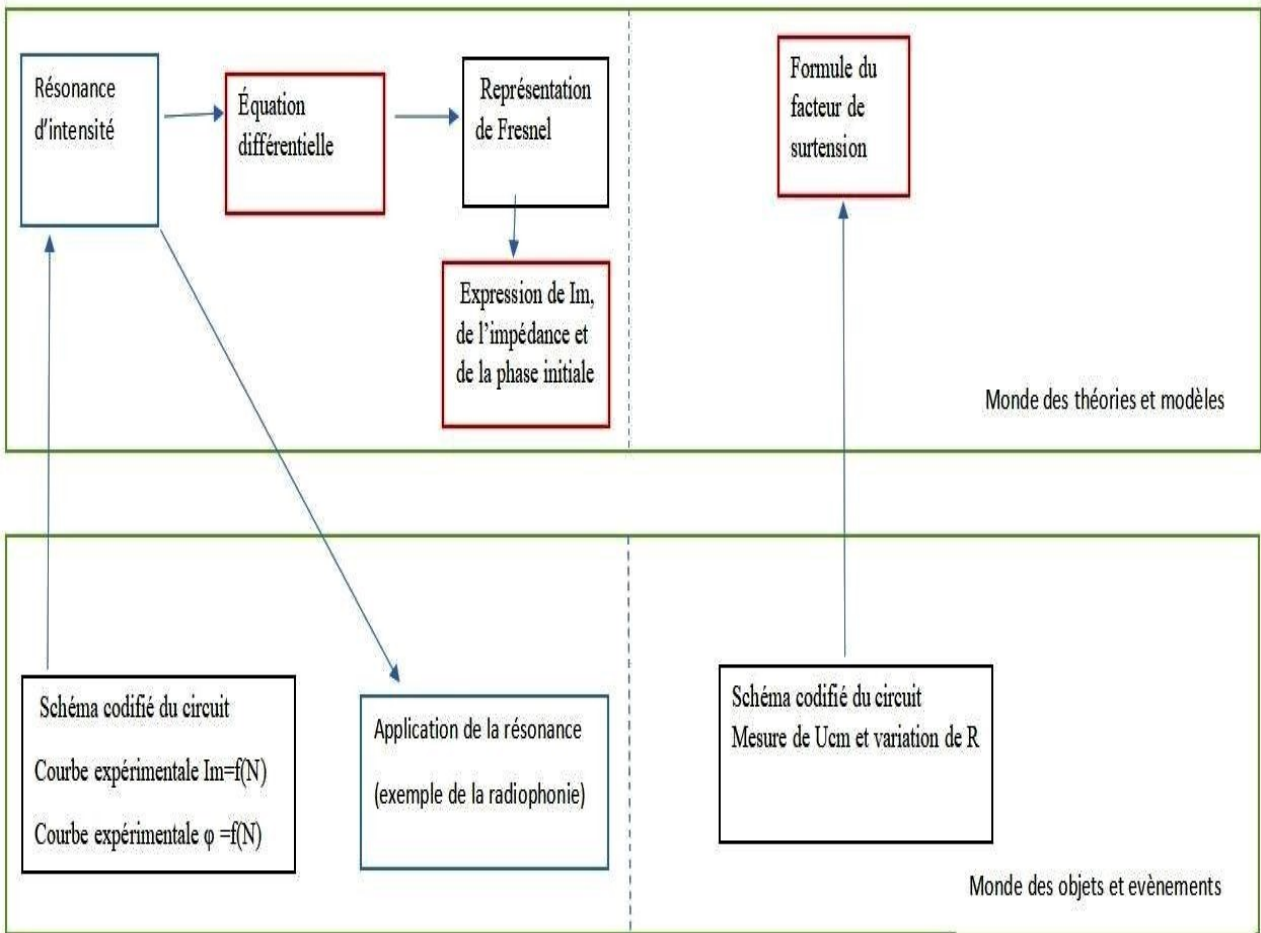 Résonance
d'intensité
Équation
différentielle
Représentation
de Fresnel
Expression de Im,
de l'impédance et
de la phase initiale
Formule du
facteur de
surtension
Monde des théories et modèles
Schéma codifié du circuit
Courbe expérimentale Im=f(N)
Courbe expérimentale φ =f(N)
Application de la résonance
(exemple de la radiophonie)
Schéma codifié du circuit
Mesure de Ucm et variation de R
Monde des objets et evènements